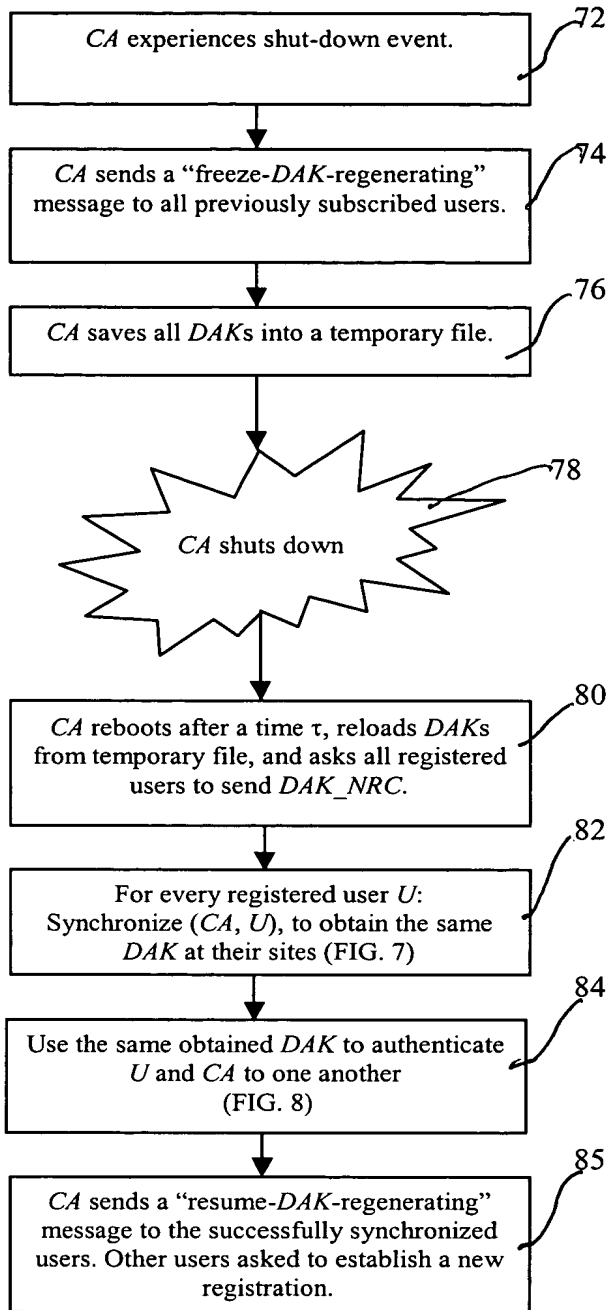 72
CA experiences shut-down event.
74
CA sends a “freeze-DAK-regenerating”
message to all previously subscribed users.
76
CA saves all DAKs into a temporary file.
78
CA shuts down
80
CA reboots after a time τ, reloads DAKs
from temporary file, and asks all registered
users to send DAK_NRC.
82
For every registered user U:
Synchronize (CA, U), to obtain the same
DAK at their sites (FIG. 7)
84
Use the same obtained DAK to authenticate
U and CA to one another
(FIG. 8)
85
CA sends a “resume-DAK-regenerating”
message to the successfully synchronized
users. Other users asked to establish a new
registration.